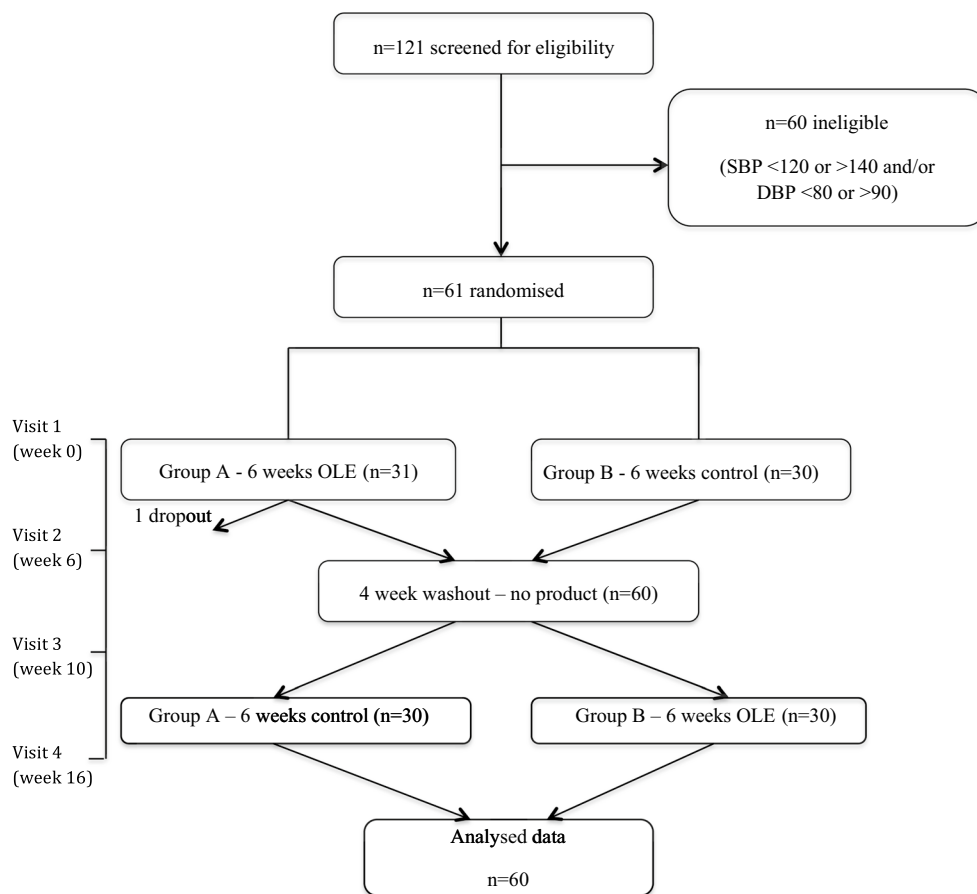 n=121 screened for eligibility
n=60 ineligible
(SBP <120 or >140 and/or
DBP <80 or >90)
n=61 randomised
Visit 1
(week 0)
Group A - 6 weeks OLE (n=31)
Group B - 6 weeks control (n=30)
1 dropout
Visit 2
(week 6)
4 week washout – no product (n=60)
Visit 3
(week 10)
Group A – 6 weeks control (n=30)
Group B – 6 weeks OLE (n=30)
Visit 4
(week 16)
Analysed data
n=60